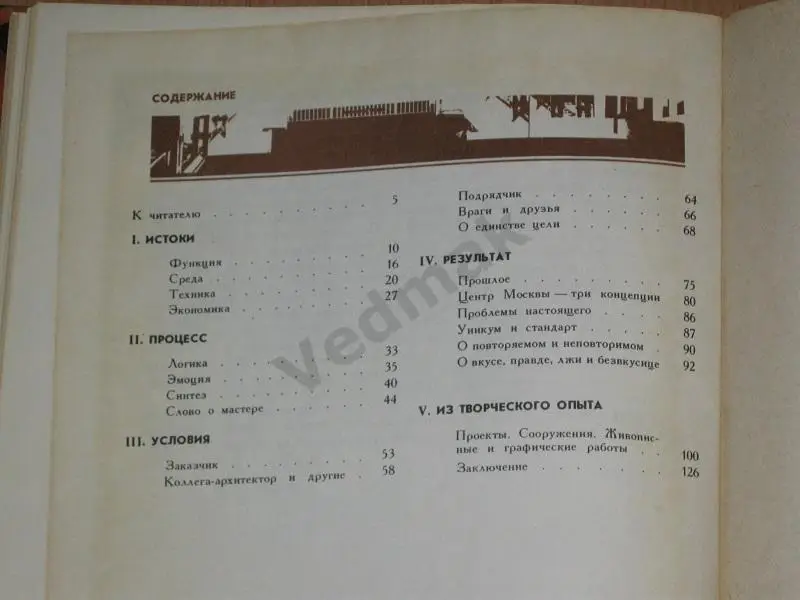 СОДЕРЖАНИЕ
К читателю . . . . . . . . . . 5
I. ИСТОКИ
Функция . . . . . . . . . 10
Среда . . . . . . . . . . 16
Техника . . . . . . . . . 20
Экономика . . . . . . . . 27
II. ПРОЦЕСС
Логика . . . . . . . . . 33
Эмоция . . . . . . . . . 35
Синтез . . . . . . . . . 40
Слово о мастере . . . . . . 44
III. УСЛОВИЯ
Заказчик . . . . . . . . 53
Коллега-архитектор и другие . 58
Подрядчик . . . . . . . . 64
Враги и друзья . . . . . . 66
О единстве цели . . . . . . 68
IV. РЕЗУЛЬТАТ
Прошлое . . . . . . . . . 75
Центр Москвы — три концепции 80
Проблемы настоящего . . . . 86
Уникум и стандарт . . . . . 87
О повторяемом и неповторимом . 90
О вкусе, правде, лжи и безвкусице 92
V. ИЗ ТВОРЧЕСКОГО ОПЫТА
Проекты. Сооружения. Живопис-
ные и графические работы . . 100
Заключение . . . . . . . 126
Vedmak